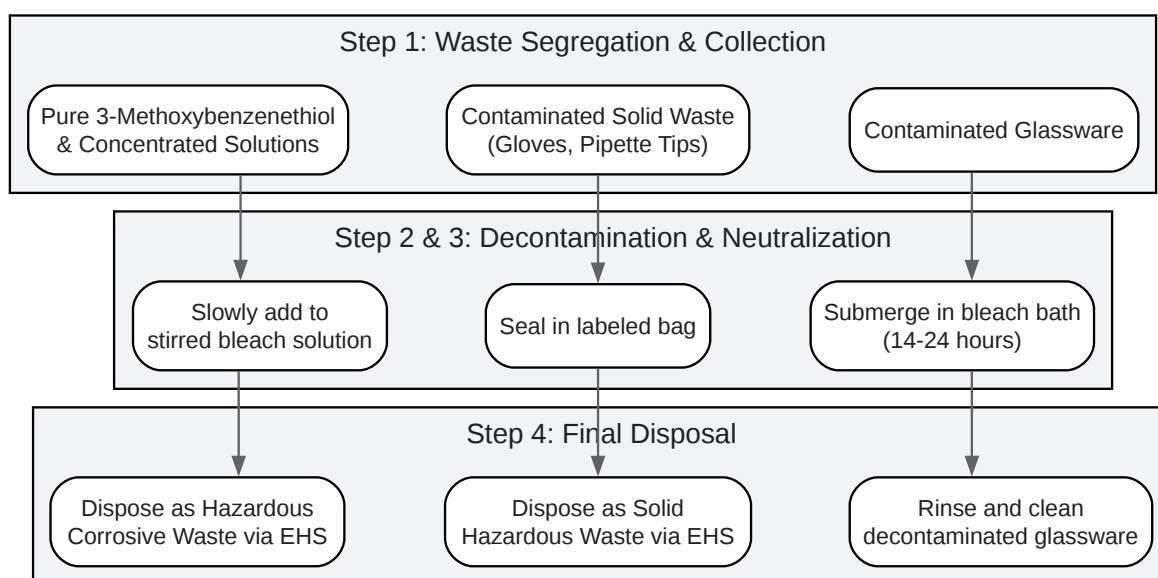 Step 1: Waste Segregation & Collection
Pure 3-Methoxybenzenethiol
& Concentrated Solutions
Contaminated Solid Waste
(Gloves, Pipette Tips)
Contaminated Glassware
Step 2 & 3: Decontamination & Neutralization
Slowly add to
stirred bleach solution
Seal in labeled bag
Submerge in bleach bath
(14-24 hours)
Step 4: Final Disposal
Dispose as Hazardous
Corrosive Waste via EHS
Dispose as Solid
Hazardous Waste via EHS
Rinse and clean
decontaminated glassware